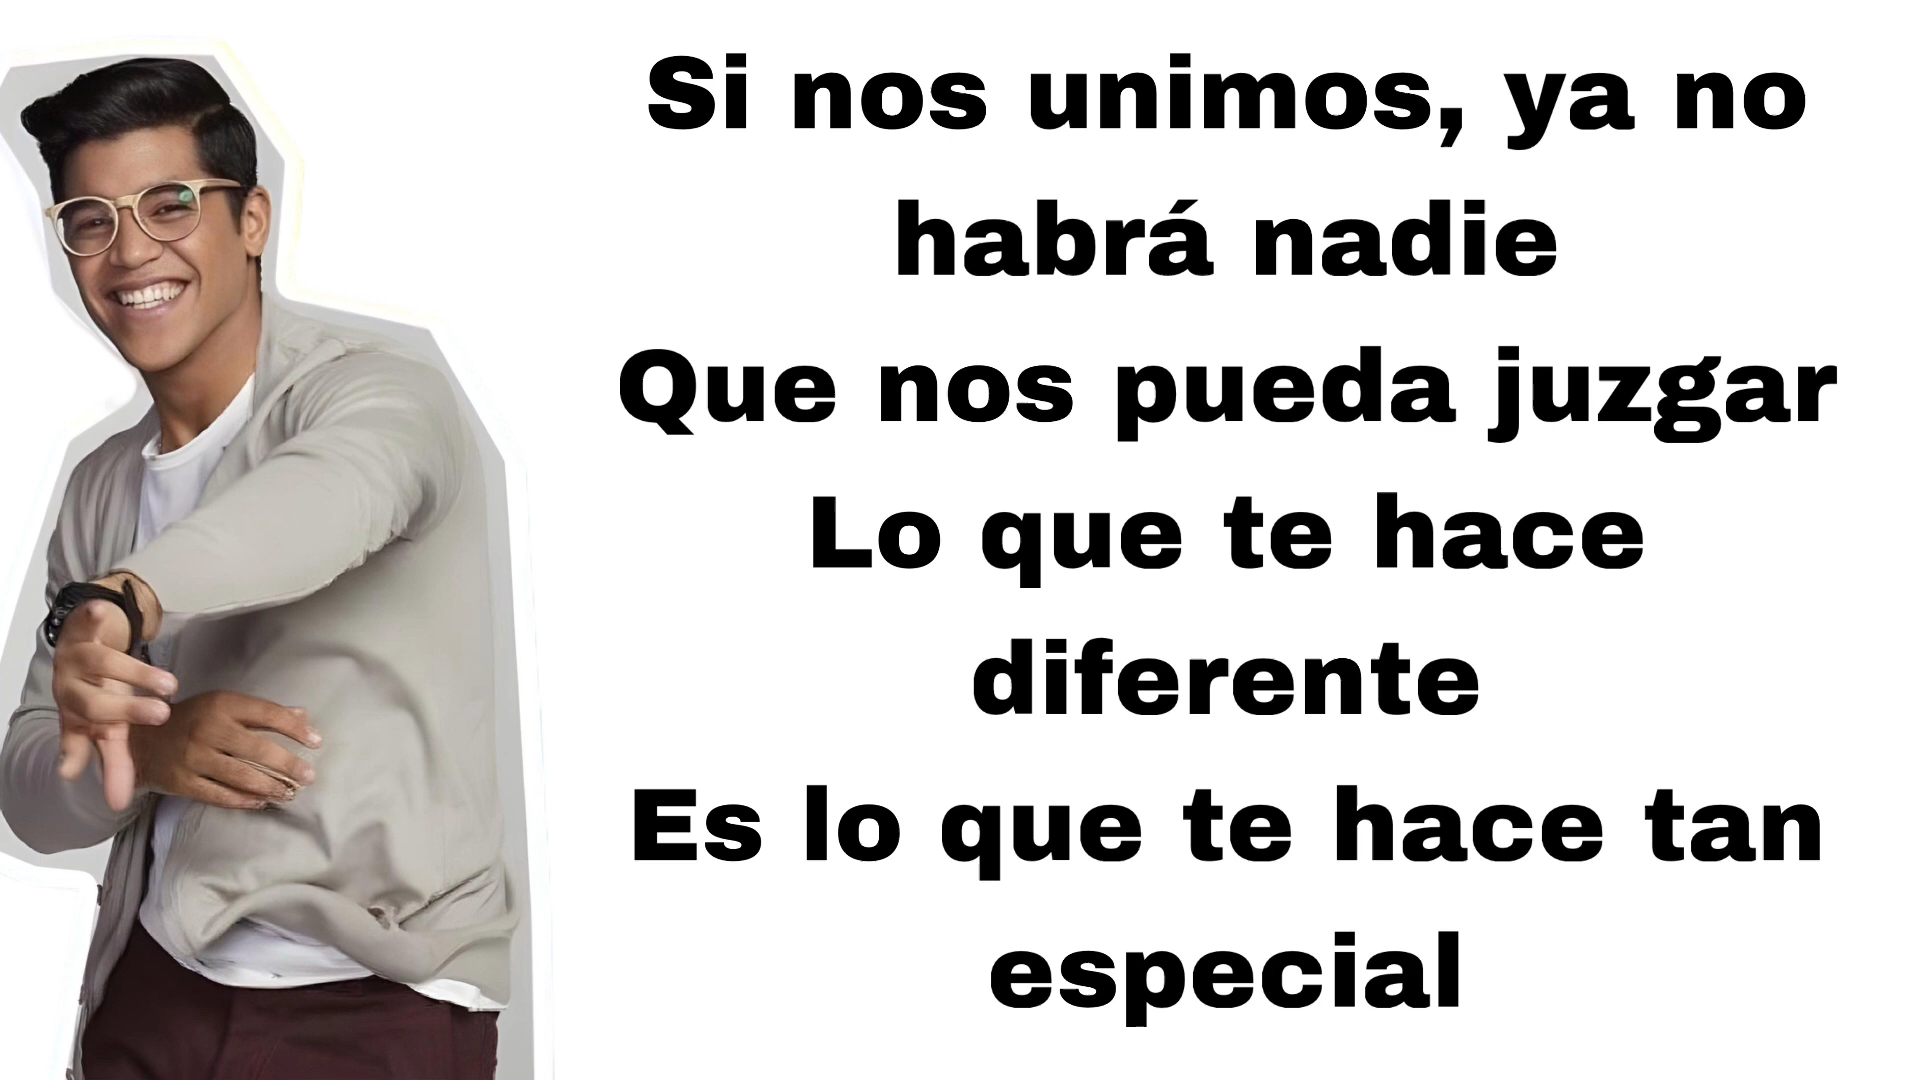 Si nos unimos, ya no
habrá nadie
Que nos pueda juzgar
Lo que te hace
diferente
Es lo que te hace tan
especial